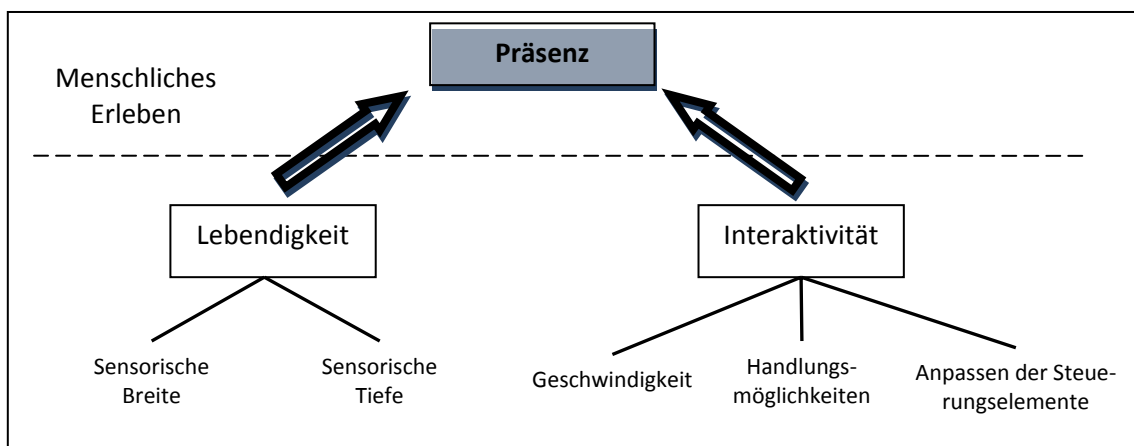 Präsenz
Menschliches
Erleben
Lebendigkeit
Interaktivität
Sensorische
Breite
Sensorische
Tiefe
Geschwindigkeit
Handlungs-
möglichkeiten
Anpassen der Steue-
rungselemente